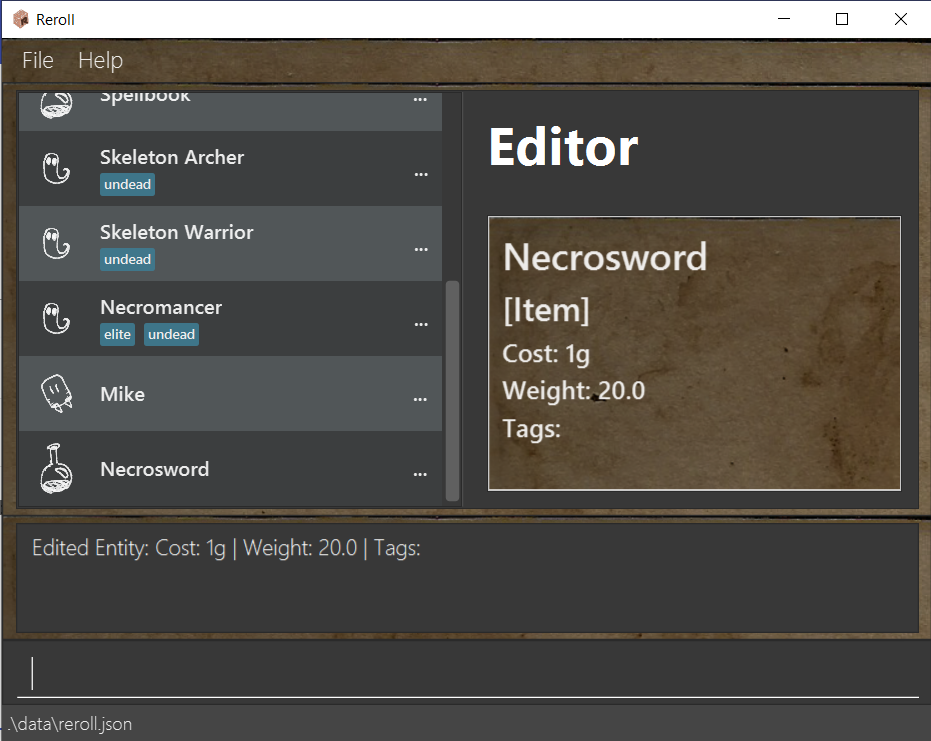 Reroll
File Help
Spellbook
...
Skeleton Archer
undead
...
Skeleton Warrior
undead
...
Necromancer
elite undead
...
Mike
...
Necrosword
...
Editor
Necrosword
[Item]
Cost: 1g
Weight: 20.0
Tags:
Edited Entity: Cost: 1g | Weight: 20.0 | Tags:
.\data\reroll.json